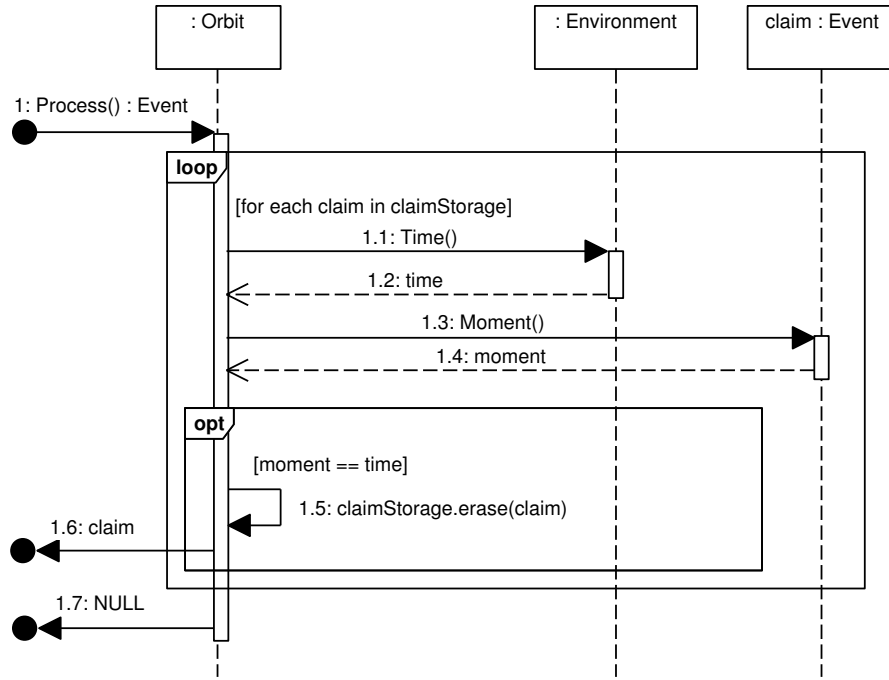 : Orbit
: Environment
claim : Event
1: Process() : Event
loop
[for each claim in claimStorage]
1.1: Time()
1.2: time
1.3: Moment()
1.4: moment
opt
[moment == time]
1.5: claimStorage.erase(claim)
1.6: claim
1.7: NULL